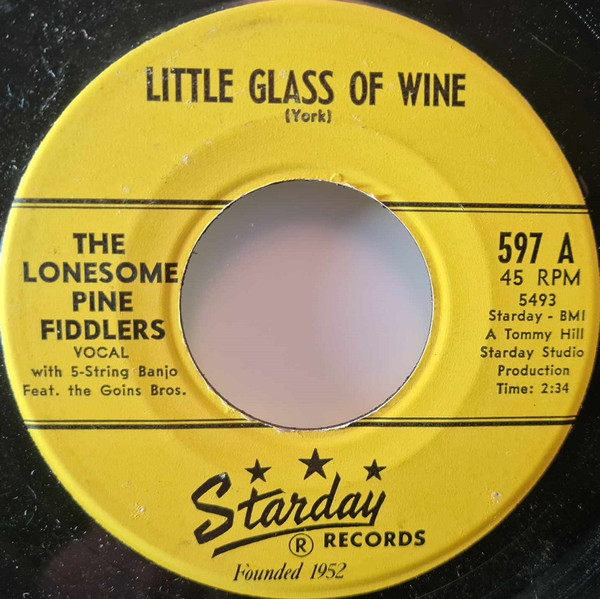 LITTLE GLASS OF WINE
(York)
THE
LONESOME
PINE
FIDDLERS
VOCAL
with 5-String Banjo
Feat. the Goins Bros.
597 A
45 RPM
5493
Starday - BMI
A Tommy Hill
Starday Studio
Production
Time: 2:34
Starday
® RECORDS
Founded 1952